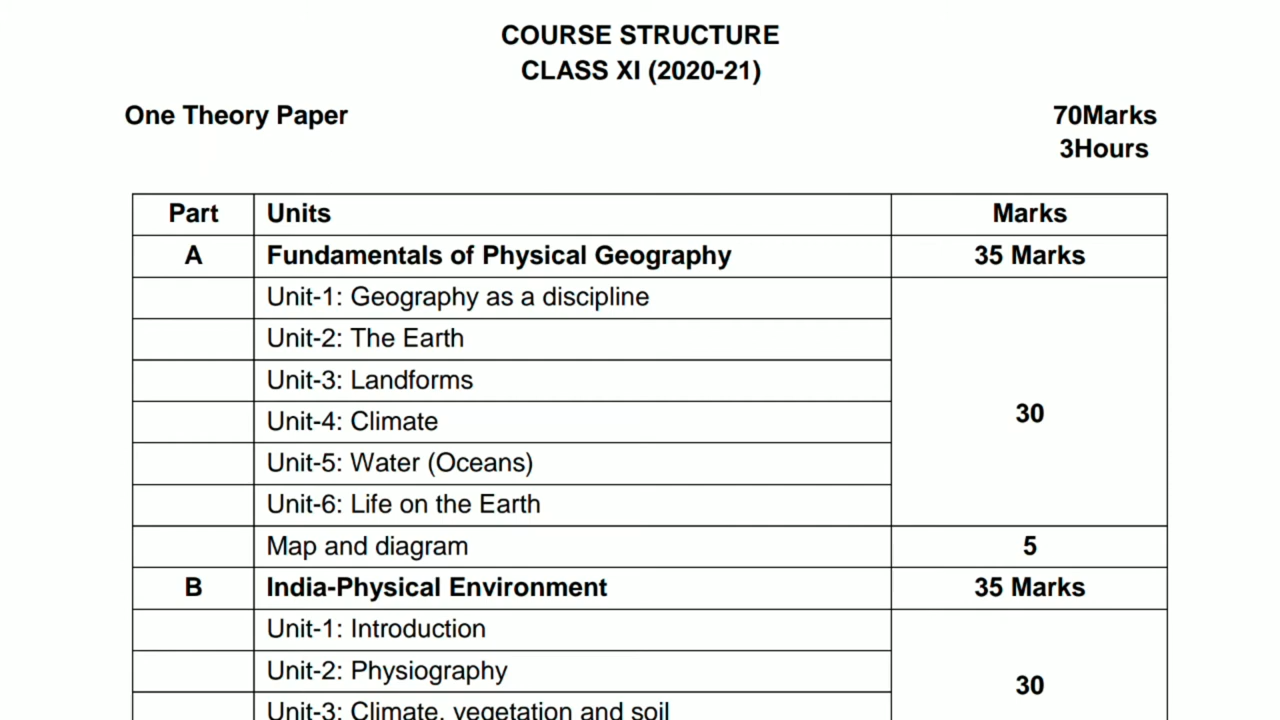 COURSE STRUCTURE
CLASS XI (2020-21)
One Theory Paper 70Marks
3Hours
Part Units Marks
A Fundamentals of Physical Geography 35 Marks
Unit-1: Geography as a discipline
Unit-2: The Earth
Unit-3: Landforms
Unit-4: Climate
30
Unit-5: Water (Oceans)
Unit-6: Life on the Earth
Map and diagram 5
B India-Physical Environment 35 Marks
Unit-1: Introduction
Unit-2: Physiography
30
Unit-3: Climate, vegetation and soil